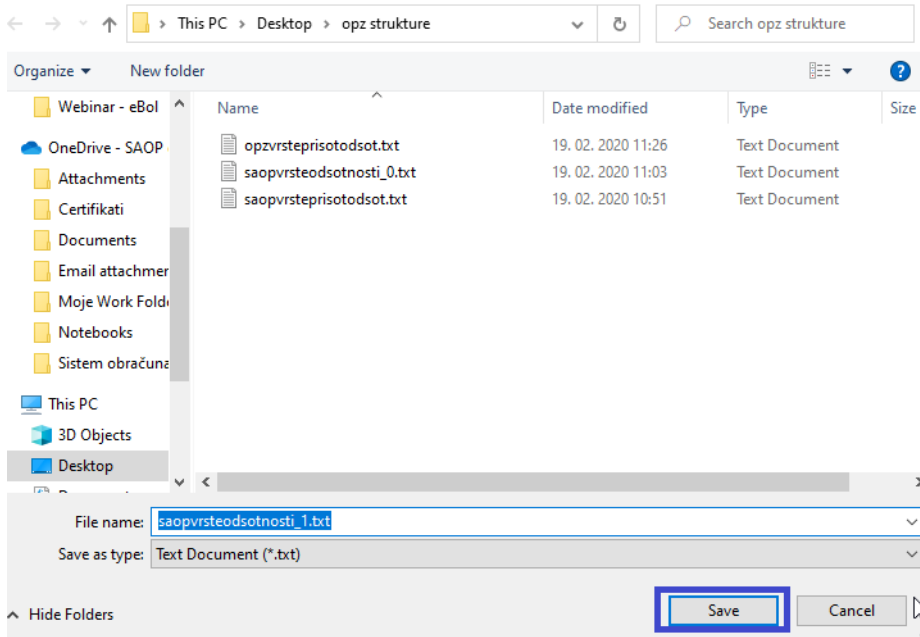 This PC > Desktop > opz strukture
Search opz strukture
Organize New folder
Name Date modified Type Size
Webinar - eBol
OneDrive - SAOP
Attachments
Certifikati
Documents
Email attachmer
Moje Work Fold
Notebooks
Sistem obračuna
This PC
3D Objects
Desktop
opzvrsteprisotodsot.txt 19. 02. 2020 11:26 Text Document
saopvrsteodsotnosti_0.txt 19. 02. 2020 11:03 Text Document
saopvrsteprisotodsot.txt 19. 02. 2020 10:51 Text Document
File name: saopvrsteodsotnosti_1.txt
Save as type: Text Document (*.txt)
Hide Folders Save Cancel